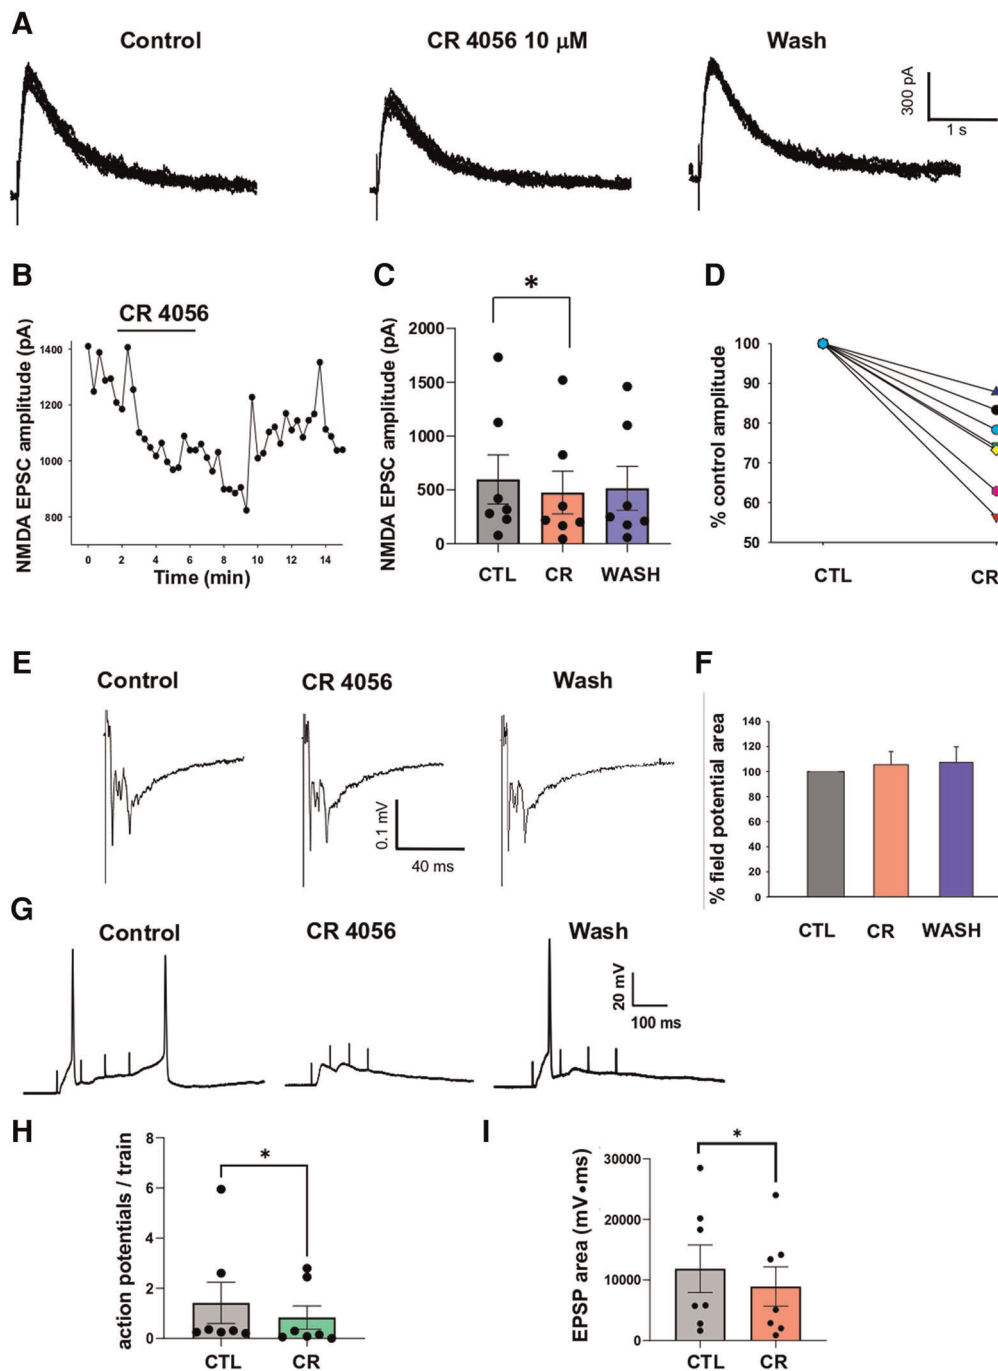 A
Control
CR 4056 10 μM
Wash
300 pA
1 s
B
CR 4056
NMDA EPSC amplitude (pA)
1400
1200
1000
800
0 2 4 6 8 10 12 14
Time (min)
C
*
NMDA EPSC amplitude (pA)
2000
1500
1000
500
0
CTL CR WASH
D
% control amplitude
100
90
80
70
60
50
CTL CR
E
Control
CR 4056
Wash
0.1 mV
40 ms
F
% field potential area
140
120
100
80
60
40
20
0
CTL CR WASH
G
Control
CR 4056
Wash
20 mV
100 ms
H
*
action potentials / train
8
6
4
2
0
CTL CR
I
*
EPSP area (mV•ms)
30000
20000
10000
0
CTL CR